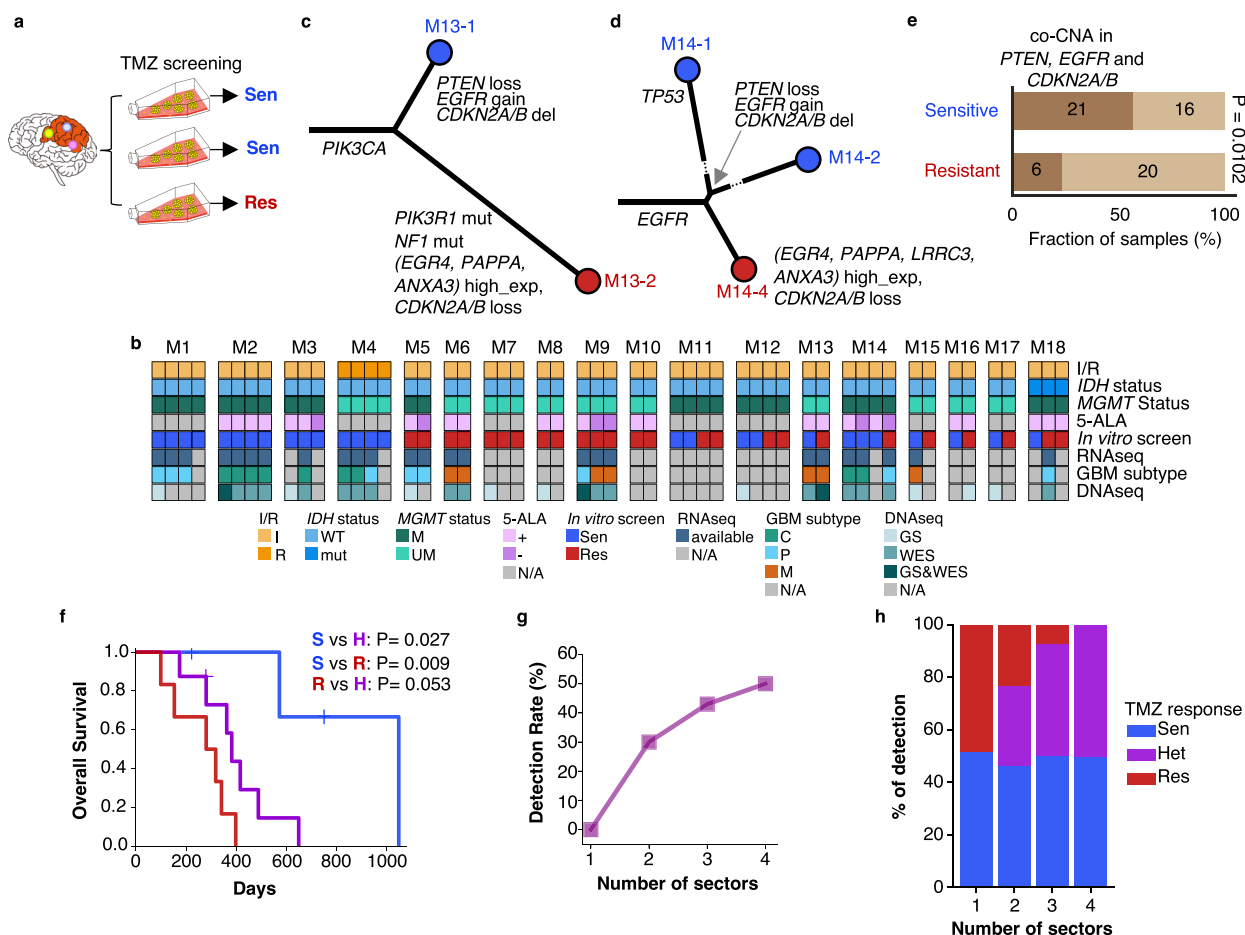 a
TMZ screening
Sen
Sen
Res
c
M13-1
PTEN loss
EGFR gain
CDKN2A/B del
PIK3CA
PIK3R1 mut
NF1 mut
(EGR4, PAPPA,
ANXA3) high_exp,
CDKN2A/B loss
M13-2
d
M14-1
TP53
PTEN loss
EGFR gain
CDKN2A/B del
M14-2
EGFR
M14-4
(EGR4, PAPPA, LRRC3,
ANXA3) high_exp,
CDKN2A/B loss
e
co-CNA in
PTEN, EGFR and
CDKN2A/B
Sensitive
21 16
Resistant
6 20
P = 0.0102
0 50 100
Fraction of samples (%)
b
M1 M2 M3 M4 M5 M6 M7 M8 M9 M10 M11 M12 M13 M14 M15 M16 M17 M18
I/R
IDH status
MGMT Status
5-ALA
In vitro screen
RNAseq
GBM subtype
DNAseq
I/R
I
R
IDH status
WT
mut
MGMT status
M
UM
5-ALA
+
-
N/A
In vitro screen
Sen
Res
RNAseq
available
N/A
GBM subtype
C
P
M
N/A
DNAseq
GS
WES
GS&WES
N/A
f
S vs H: P= 0.027
S vs R: P= 0.009
R vs H: P= 0.053
Overall Survival
1.0
0.8
0.6
0.4
0.2
0.0
0 200 400 600 800 1000
Days
g
Detection Rate (%)
60
50
40
30
20
10
0
1 2 3 4
Number of sectors
h
% of detection
100
80
60
40
20
0
1 2 3 4
Number of sectors
TMZ response
Sen
Het
Res